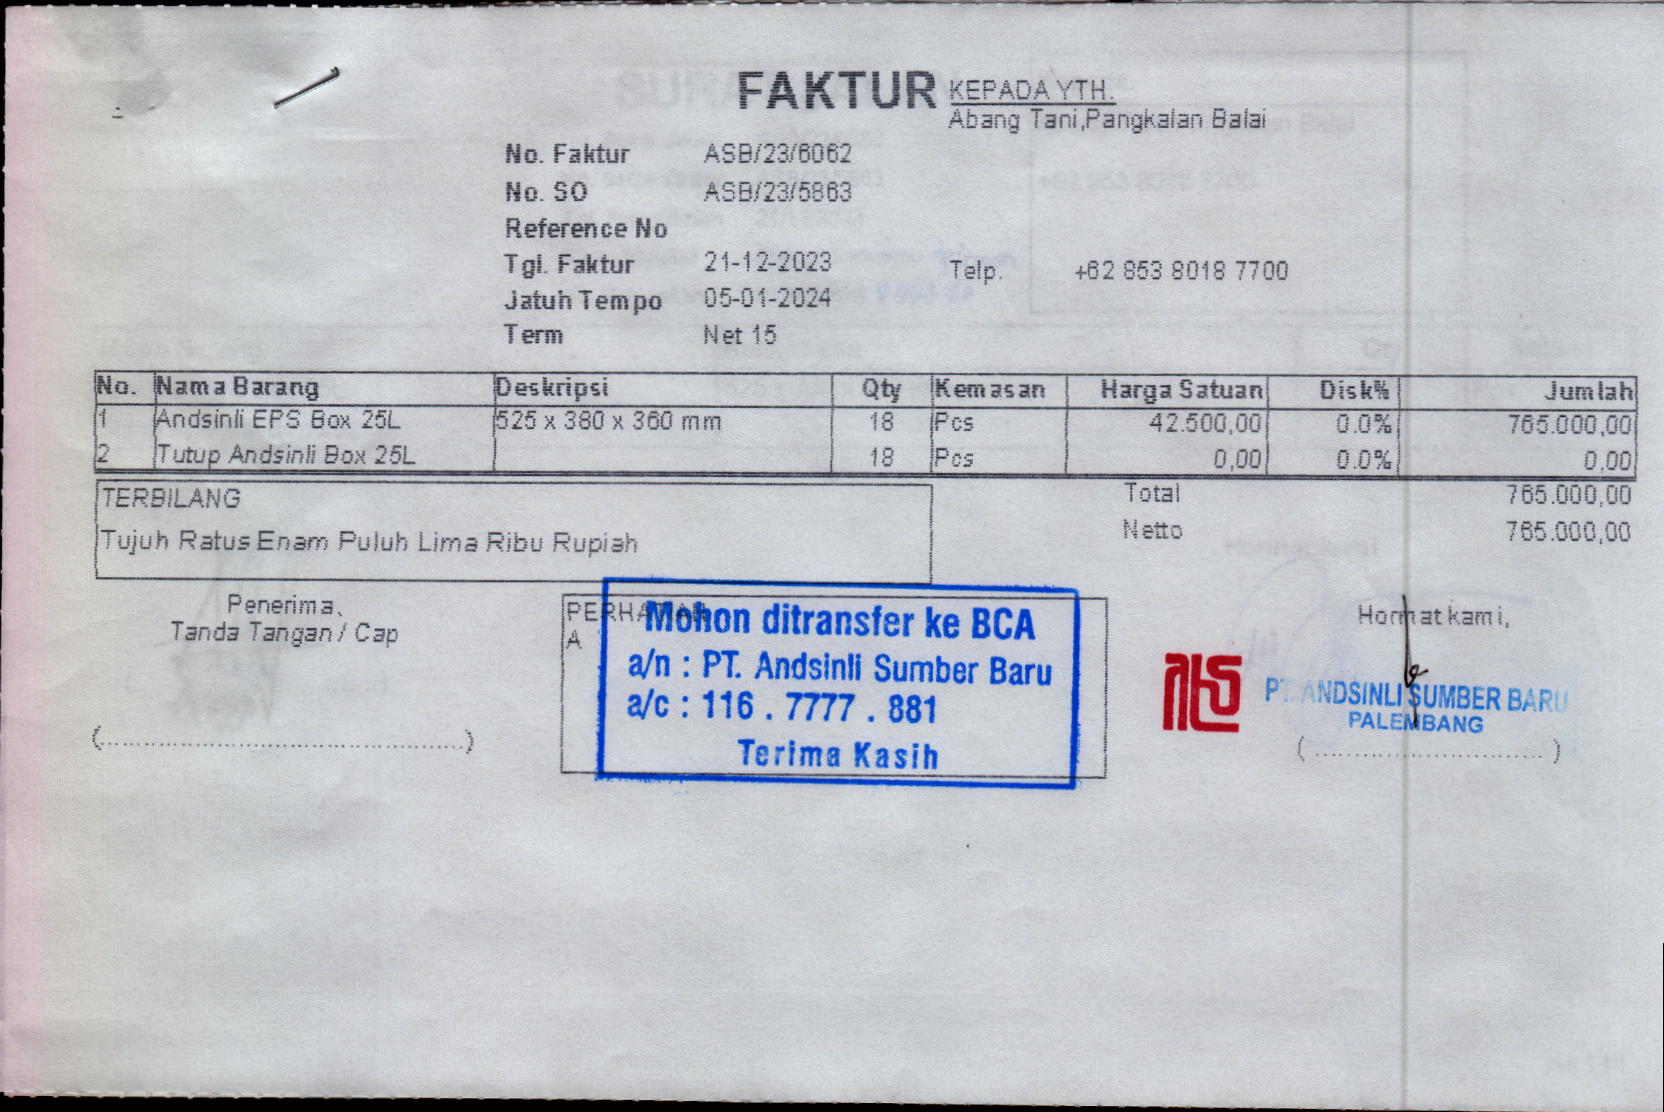 FAKTUR
KEPADA YTH.
Abang Tani,Pangkalan Balai
No. Faktur ASB/23/6062
No. SO ASB/23/5863
Reference No
Tgl. Faktur 21-12-2023
Telp. +62 853 8018 7700
Jatuh Tempo 05-01-2024
Term Net 15
No. Nama Barang Deskripsi Qty Kemasan Harga Satuan Disk% Jumlah
1 Andsinli EPS Box 25L 525 x 380 x 360 mm 18 Pcs 42.500,00 0.0% 765.000,00
2 Tutup Andsinli Box 25L 18 Pcs 0,00 0.0% 0,00
TERBILANG
Tujuh Ratus Enam Puluh Lima Ribu Rupiah
Total 765.000,00
Netto 765.000,00
Penerima,
Tanda Tangan / Cap
(...............................................)
PERHATIAN
A
Mohon ditransfer ke BCA
a/n : PT. Andsinli Sumber Baru
a/c : 116 . 7777 . 881
Terima Kasih
Hormat kami,
PT. ANDSINLI SUMBER BARU
PALEMBANG
(..............................)